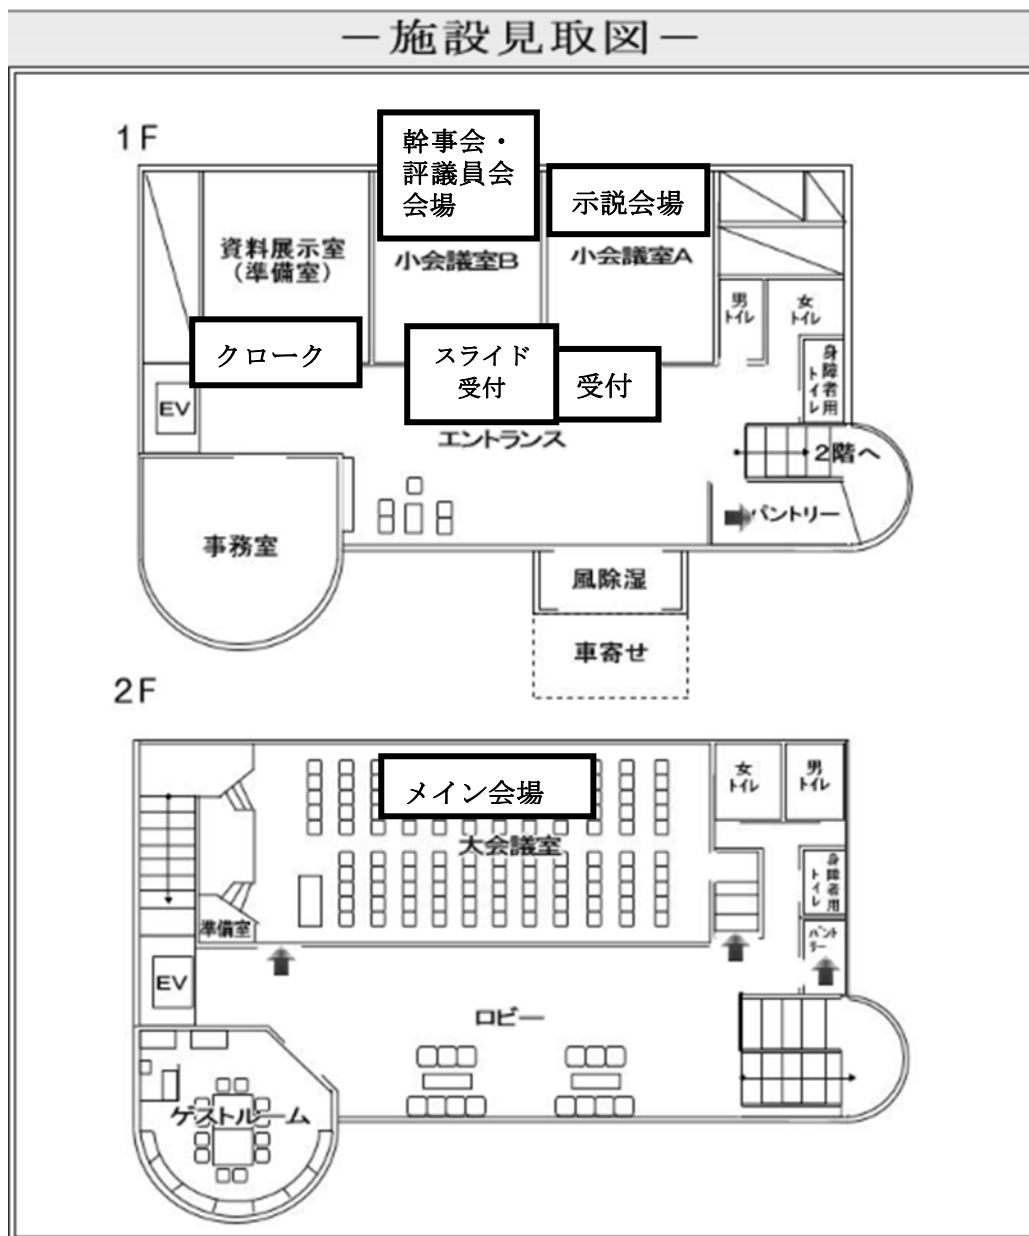 －施設見取図－
1F
幹事会・
評議員会
会場
示説会場
資料展示室
（準備室）
小会議室B
小会議室A
男
トイレ
女
トイレ
クローク
スライド
受付
受付
身障者用
トイレ
EV
エントランス
2階へ
パントリー
事務室
風除湿
車寄せ
2F
メイン会場
女
トイレ
男
トイレ
大会議室
身障者用
トイレ
準備室
パント
リー
EV
ロビー
ゲストルーム